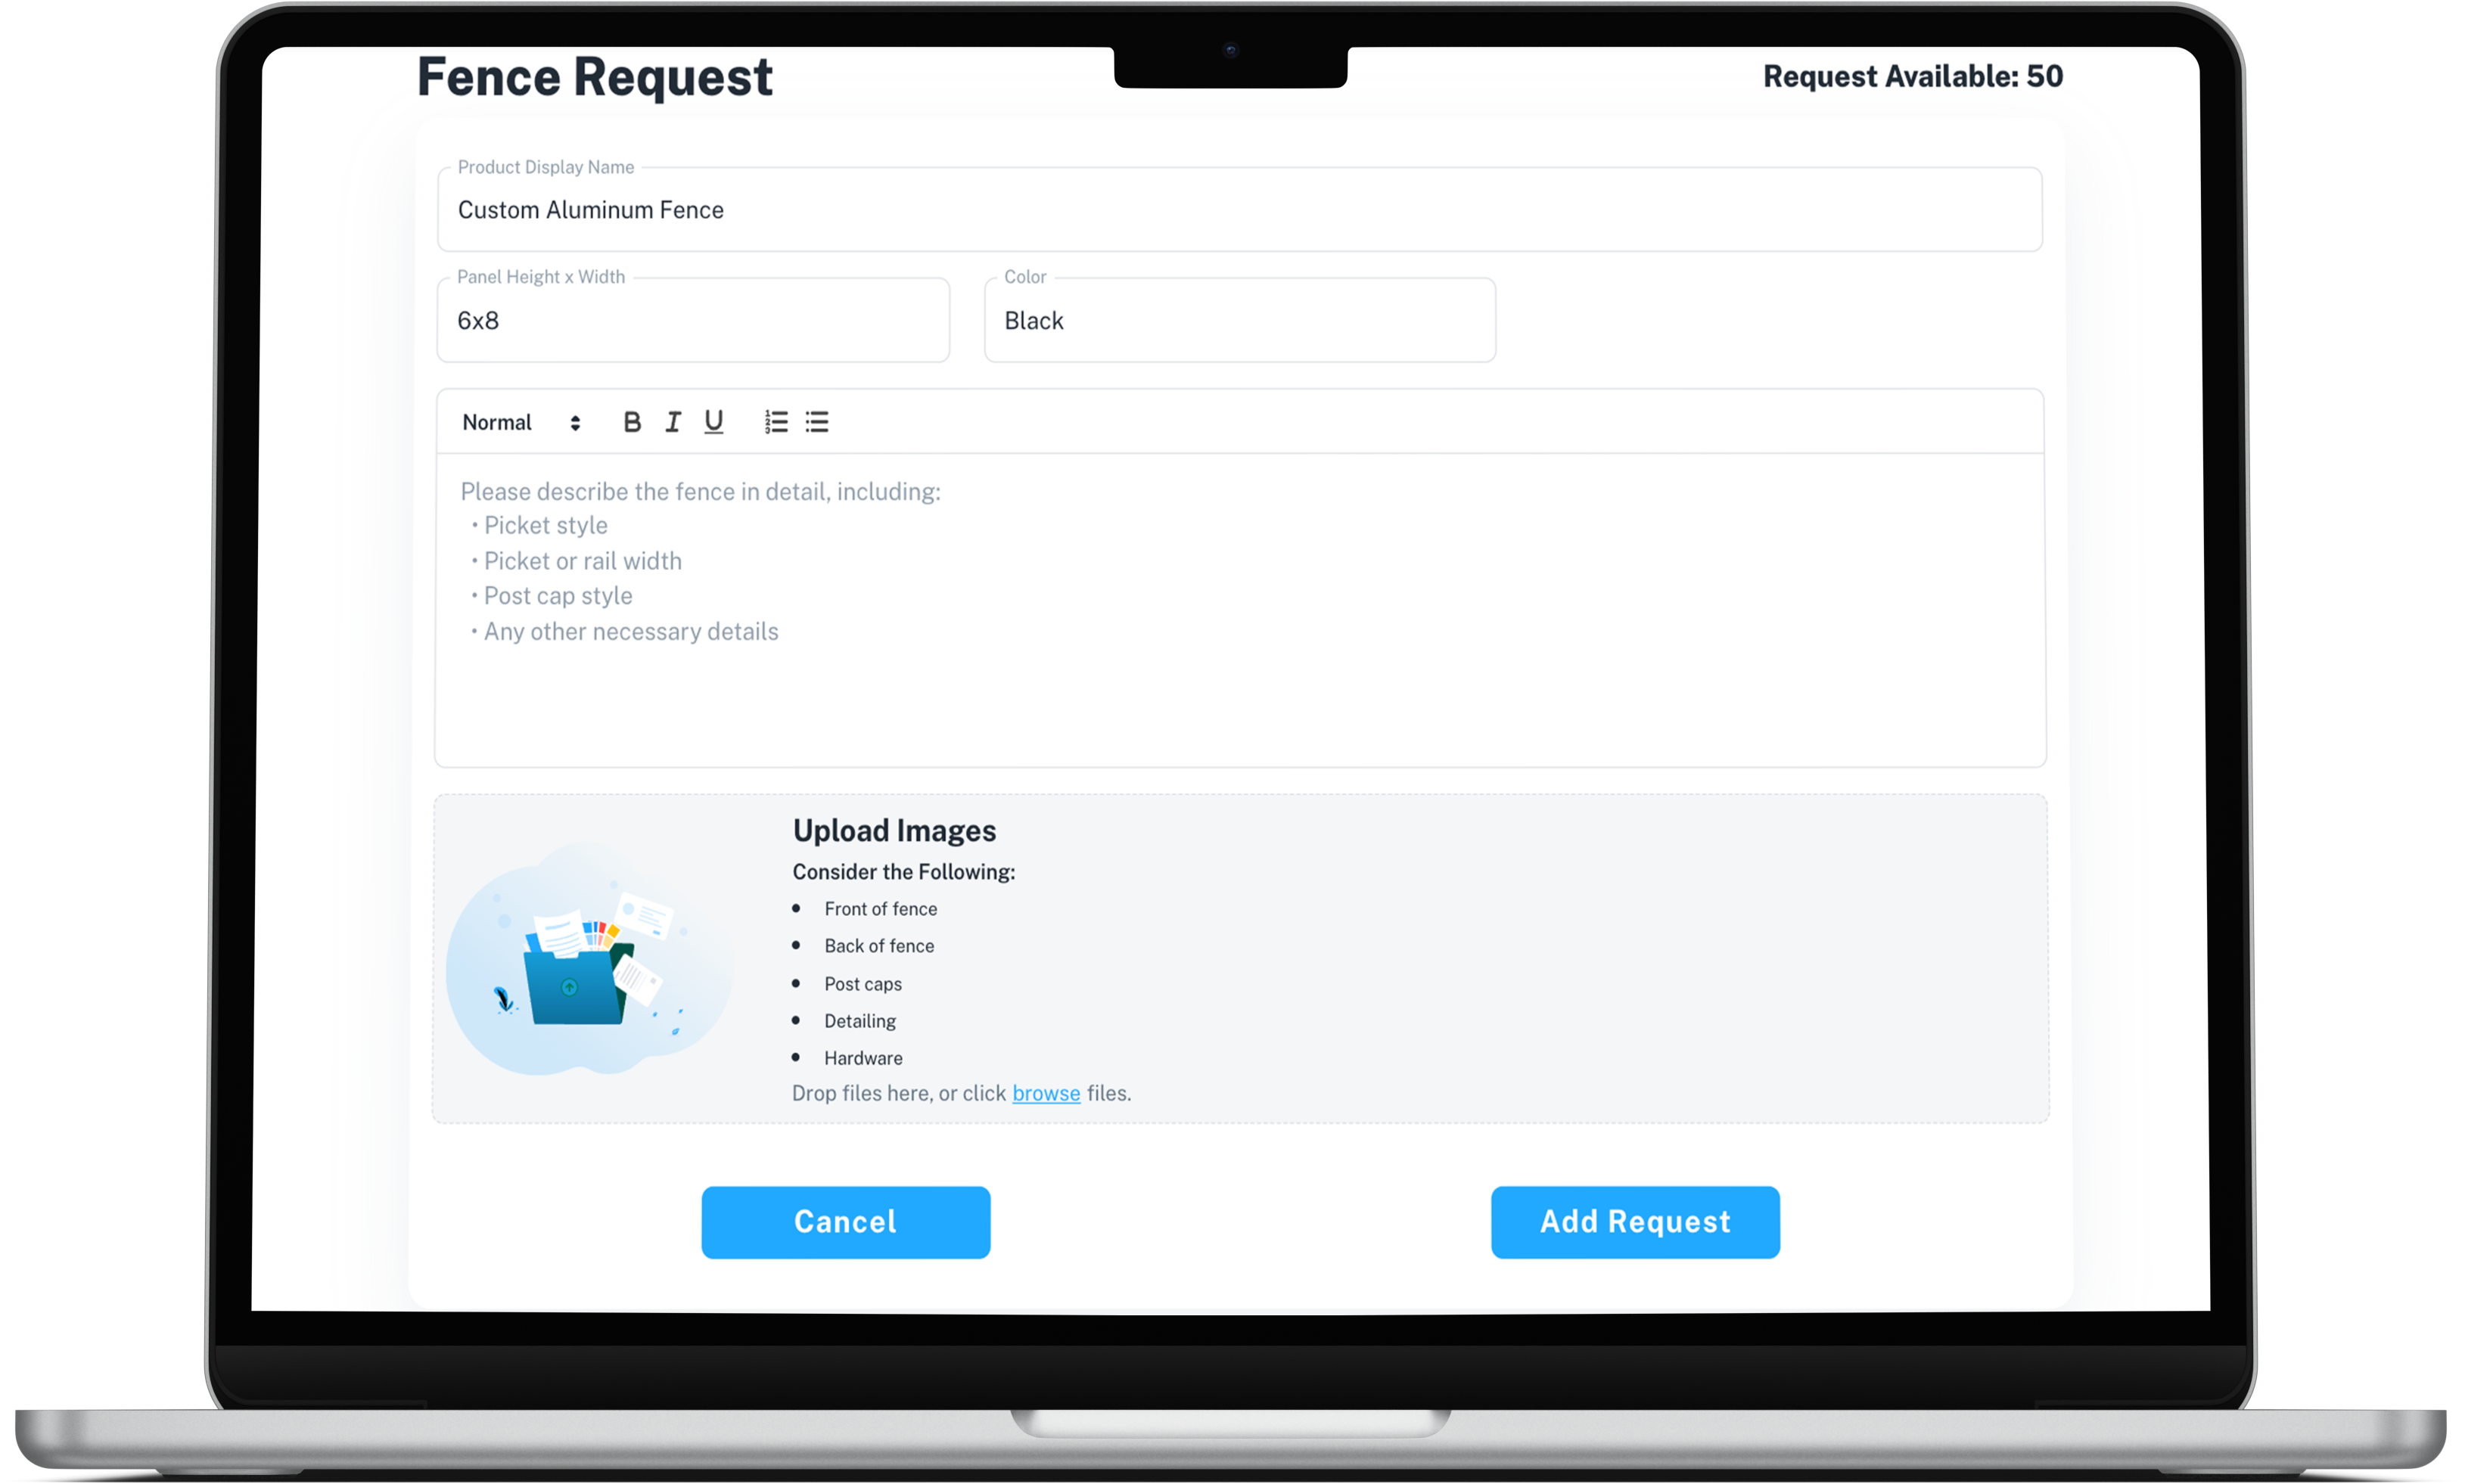 Fence Request
Request Available: 50
Product Display Name
Custom Aluminum Fence
Panel Height x Width
6x8
Color
Black
Normal
B I U
Please describe the fence in detail, including:
• Picket style
• Picket or rail width
• Post cap style
• Any other necessary details
Upload Images
Consider the Following:
• Front of fence
• Back of fence
• Post caps
• Detailing
• Hardware
Drop files here, or click browse files.
Cancel
Add Request